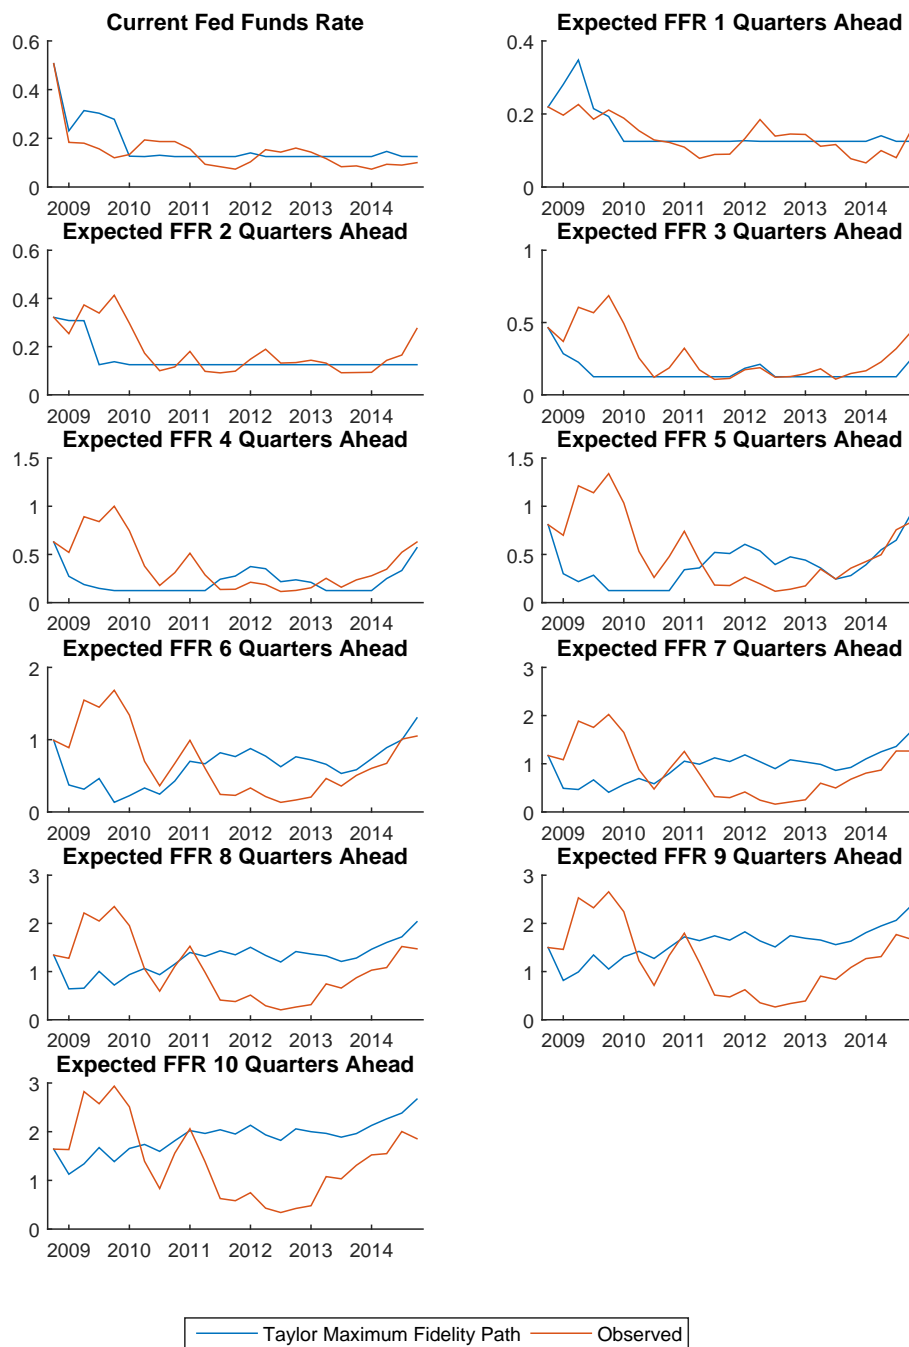 Current Fed Funds Rate
0.6
0.4
0.2
0
2009 2010 2011 2012 2013 2014
Expected FFR 1 Quarters Ahead
0.4
0.2
0
2009 2010 2011 2012 2013 2014
Expected FFR 2 Quarters Ahead
0.6
0.4
0.2
0
2009 2010 2011 2012 2013 2014
Expected FFR 3 Quarters Ahead
1
0.5
0
2009 2010 2011 2012 2013 2014
Expected FFR 4 Quarters Ahead
1.5
1
0.5
0
2009 2010 2011 2012 2013 2014
Expected FFR 5 Quarters Ahead
1.5
1
0.5
0
2009 2010 2011 2012 2013 2014
Expected FFR 6 Quarters Ahead
2
1
0
2009 2010 2011 2012 2013 2014
Expected FFR 7 Quarters Ahead
3
2
1
0
2009 2010 2011 2012 2013 2014
Expected FFR 8 Quarters Ahead
3
2
1
0
2009 2010 2011 2012 2013 2014
Expected FFR 9 Quarters Ahead
3
2
1
0
2009 2010 2011 2012 2013 2014
Expected FFR 10 Quarters Ahead
3
2
1
0
2009 2010 2011 2012 2013 2014
Taylor Maximum Fidelity Path Observed